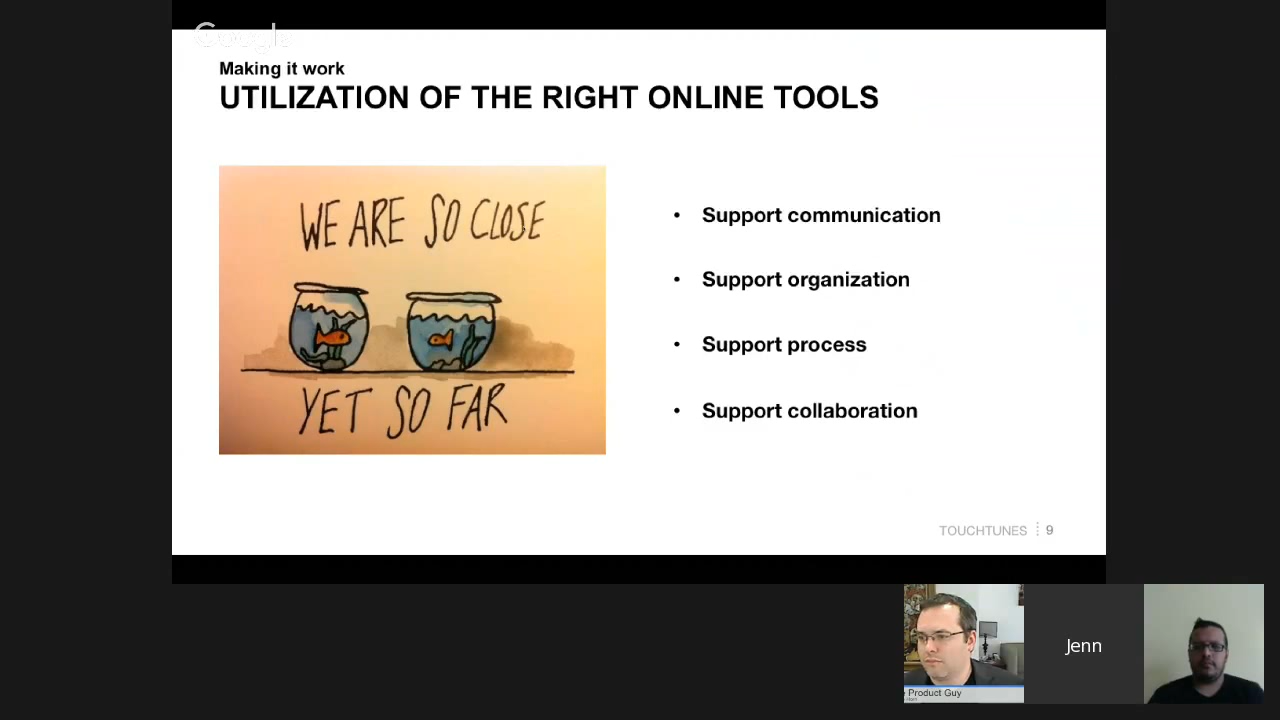 Google
Making it work
UTILIZATION OF THE RIGHT ONLINE TOOLS
WE ARE SO CLOSE
YET SO FAR
• Support communication
• Support organization
• Support process
• Support collaboration
TOUCHTUNES 9
Product Guy
Jenn